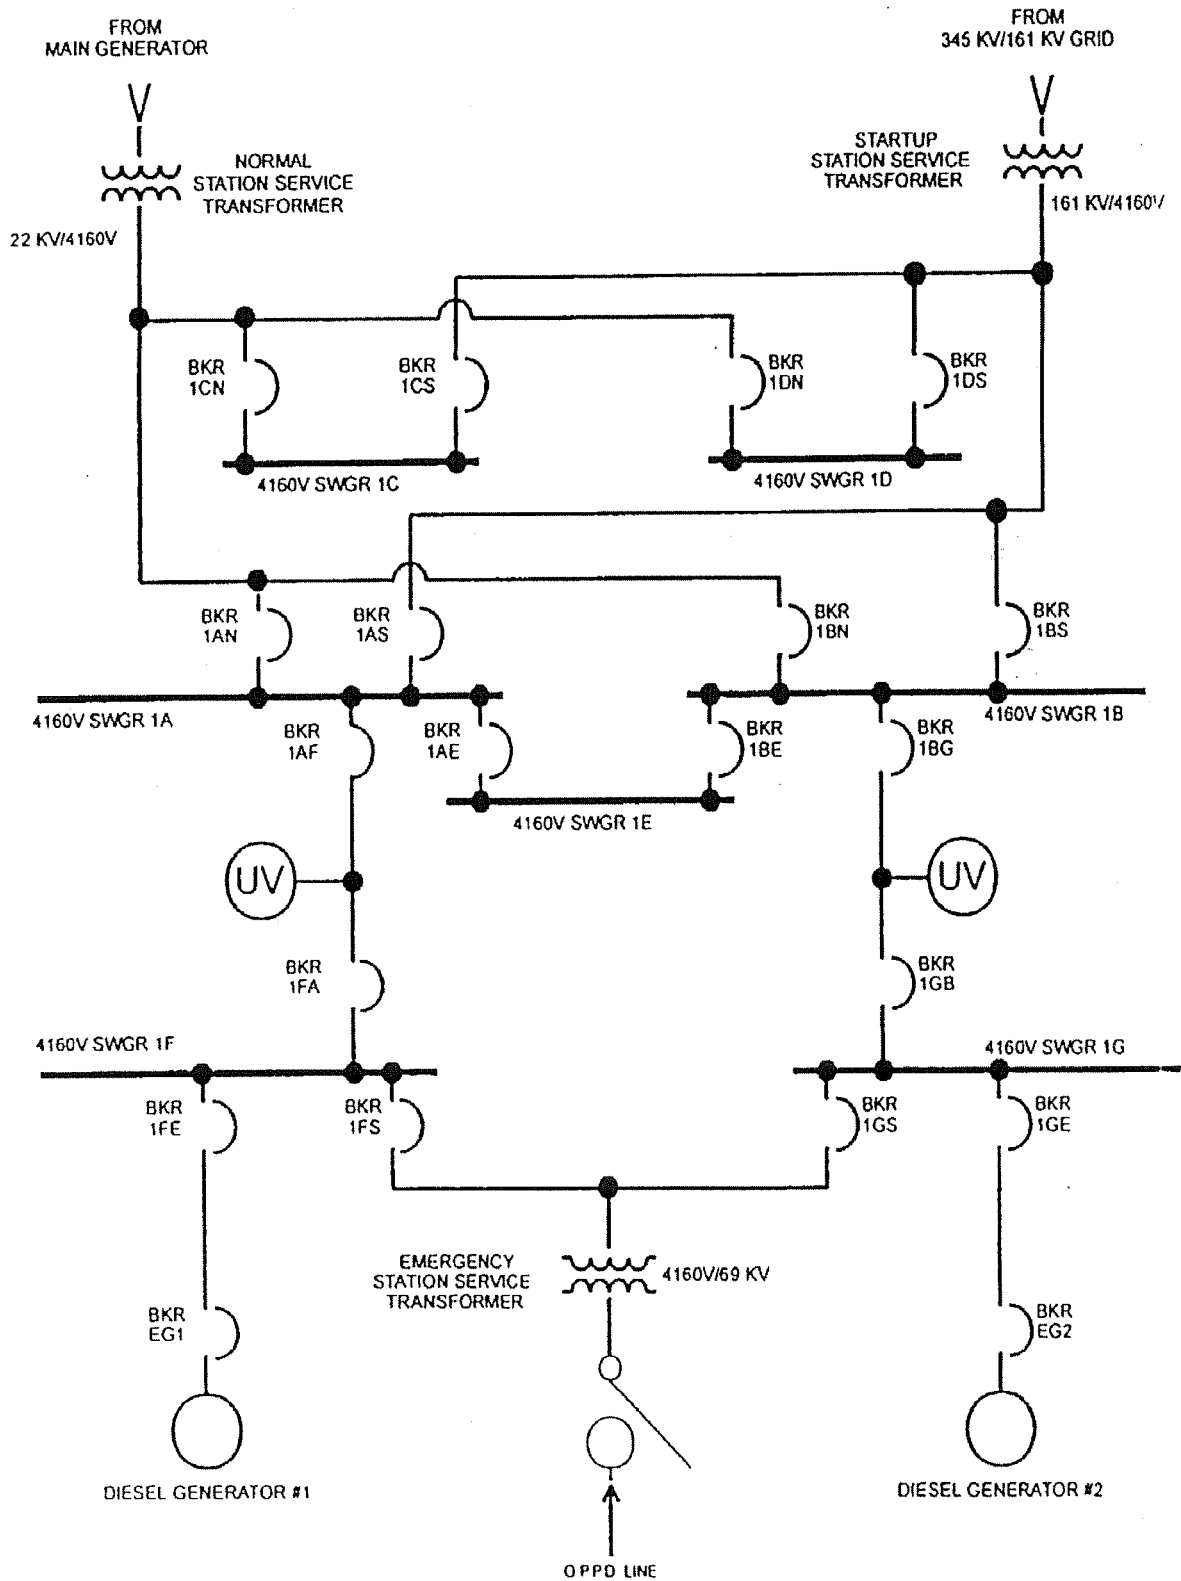 FROM
MAIN GENERATOR
FROM
345 KV/161 KV GRID
NORMAL
STATION SERVICE
TRANSFORMER
STARTUP
STATION SERVICE
TRANSFORMER
22 KV/4160V
161 KV/4160V
BKR
1CN
BKR
1CS
BKR
1DN
BKR
1DS
4160V SWGR 1C
4160V SWGR 1D
BKR
1AN
BKR
1AS
BKR
1BN
BKR
1BS
4160V SWGR 1A
BKR
1AF
BKR
1AE
BKR
1BE
BKR
1BG
4160V SWGR 1B
4160V SWGR 1E
UV
UV
BKR
1FA
BKR
1GB
4160V SWGR 1F
4160V SWGR 1G
BKR
1FE
BKR
1FS
BKR
1GS
BKR
1GE
EMERGENCY
STATION SERVICE
TRANSFORMER
4160V/69 KV
BKR
EG1
BKR
EG2
DIESEL GENERATOR #1
DIESEL GENERATOR #2
OPPD LINE